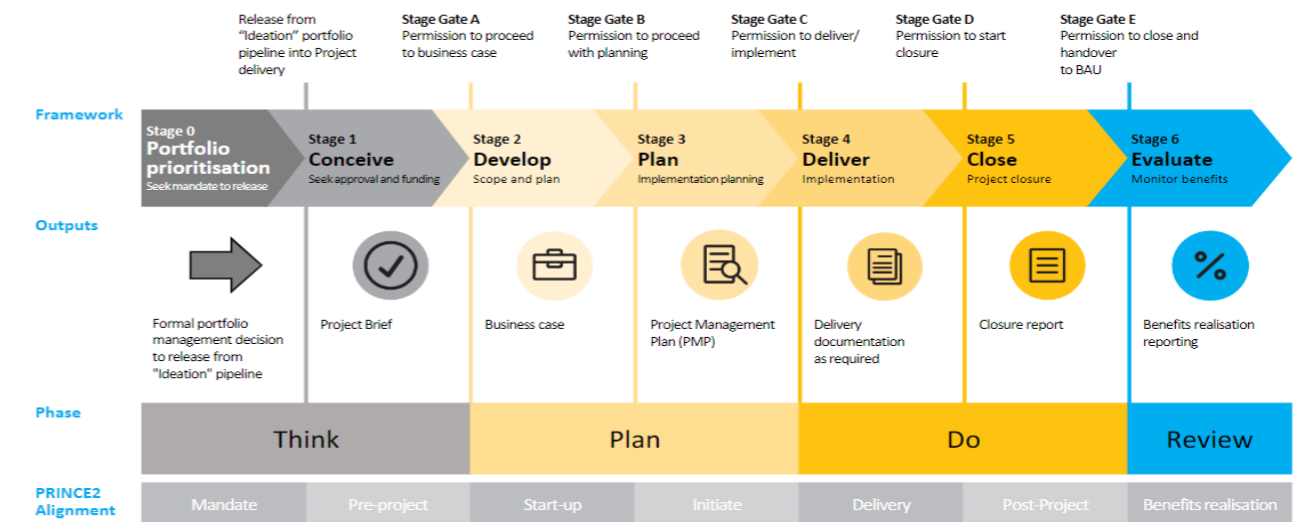 Release from
“Ideation” portfolio
pipeline into Project
delivery
Stage Gate A
Permission to proceed
to business case
Stage Gate B
Permission to proceed
with planning
Stage Gate C
Permission to deliver/
implement
Stage Gate D
Permission to start
closure
Stage Gate E
Permission to close and
handover
to BAU
Framework
Stage 0
Portfolio
prioritisation
Seek mandate to release
Stage 1
Conceive
Seek approval and funding
Stage 2
Develop
Scope and plan
Stage 3
Plan
Implementation planning
Stage 4
Deliver
Implementation
Stage 5
Close
Project closure
Stage 6
Evaluate
Monitor benefits
Outputs
%
Formal portfolio
management decision
to release from
"Ideation" pipeline
Project Brief
Business case
Project Management
Plan (PMP)
Delivery
documentation
as required
Closure report
Benefits realisation
reporting
Phase
Think
Plan
Do
Review
PRINCE2
Alignment
Mandate
Pre-project
Start-up
Initiate
Delivery
Post-Project
Benefits realisation